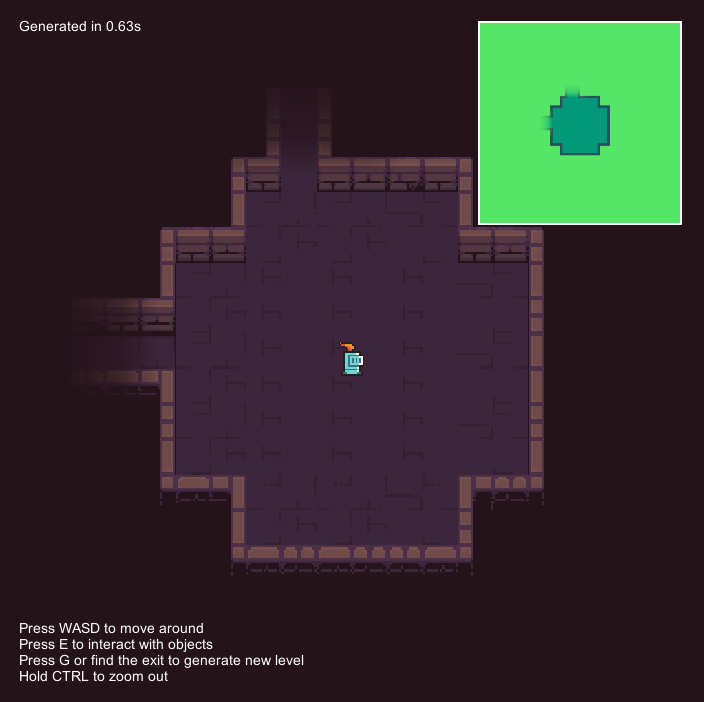 Generated in 0.63s
Press WASD to move around
Press E to interact with objects
Press G or find the exit to generate new level
Hold CTRL to zoom out